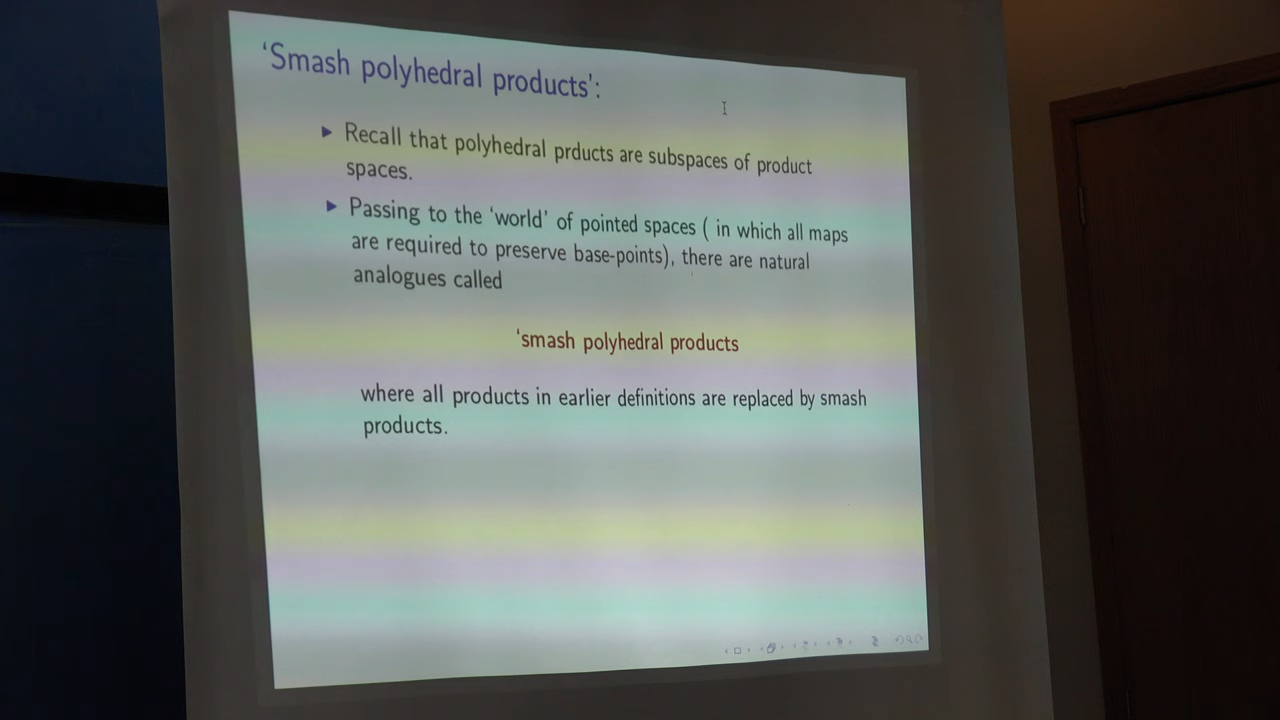 ‘Smash polyhedral products’:
▶ Recall that polyhedral prducts are subspaces of product
spaces.
▶ Passing to the ‘world’ of pointed spaces ( in which all maps
are required to preserve base-points), there are natural
analogues called
‘smash polyhedral products
where all products in earlier definitions are replaced by smash
products.